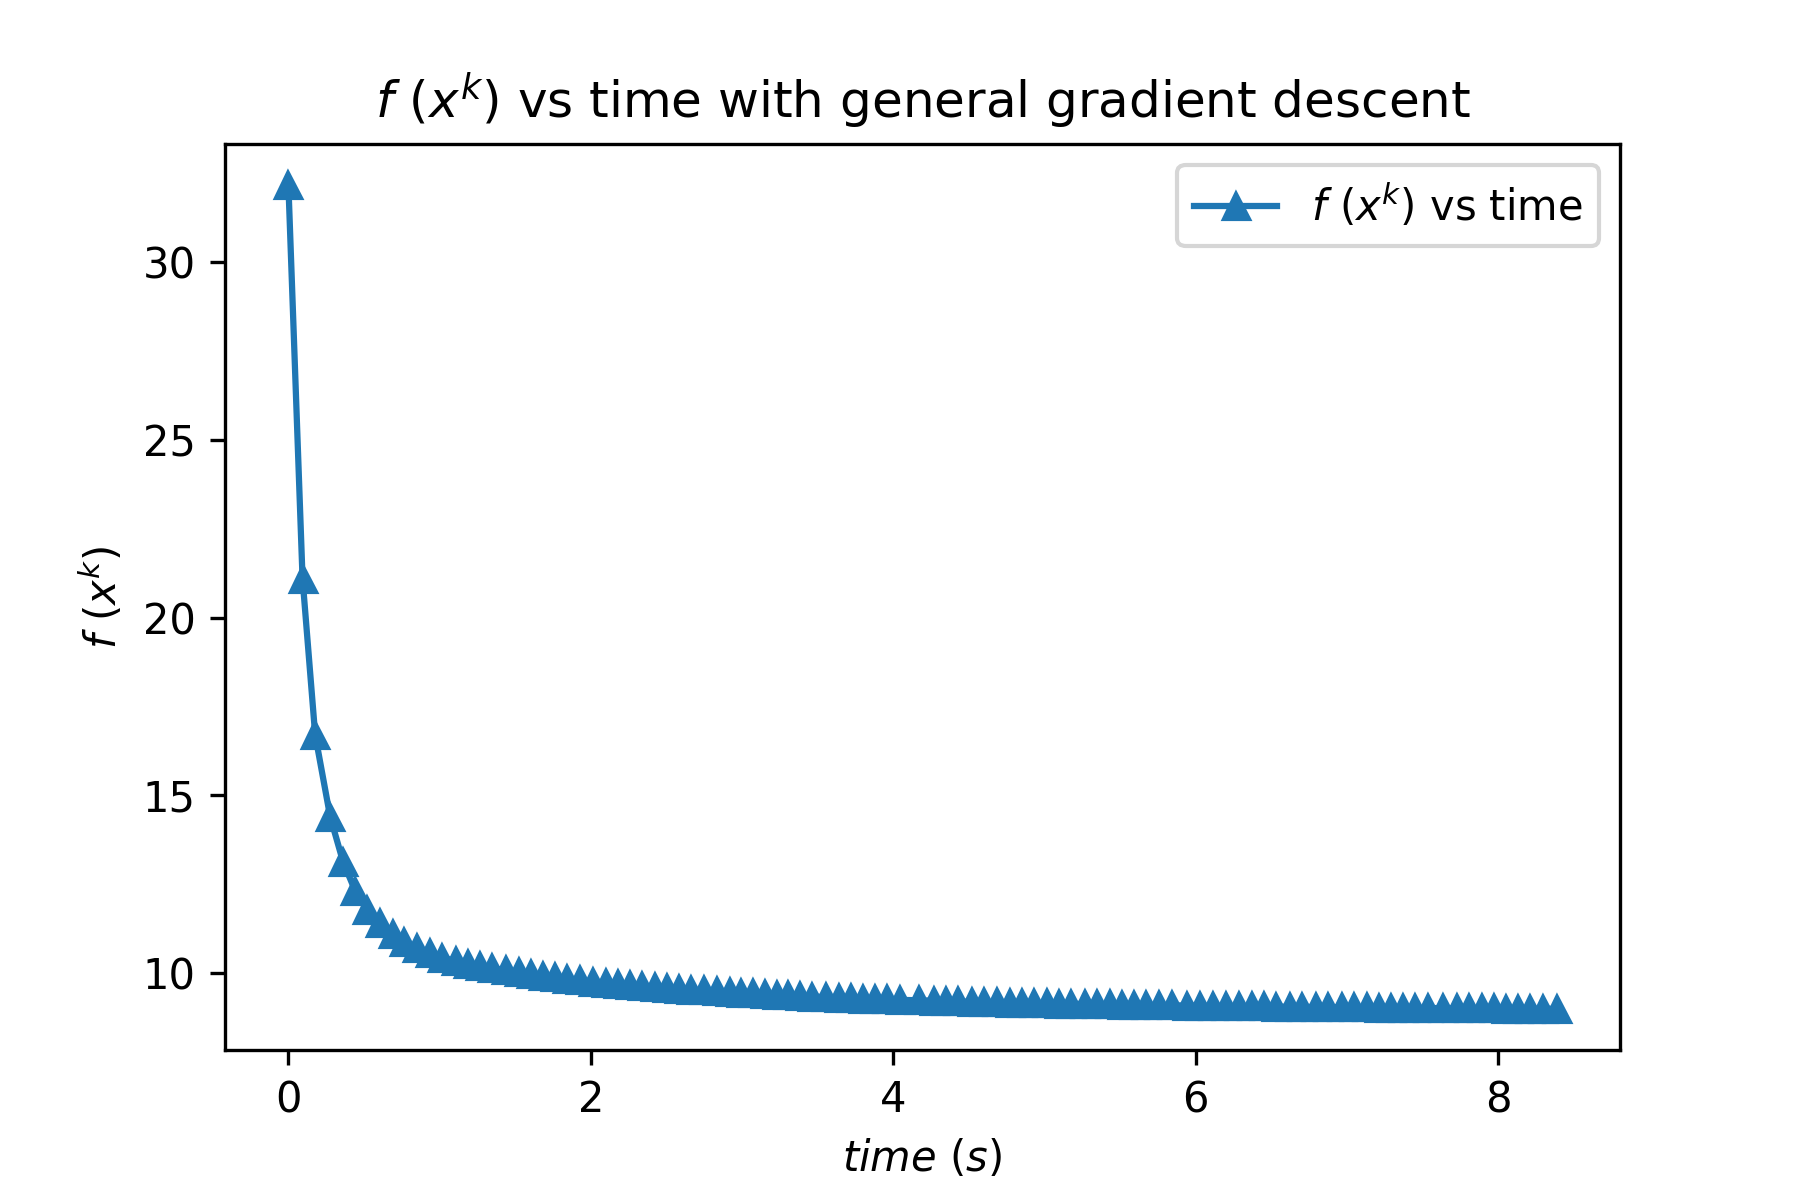 f (x^k) vs time with general gradient descent
f (x^k) vs time
f (x^k)
30
25
20
15
10
0 2 4 6 8
time (s)